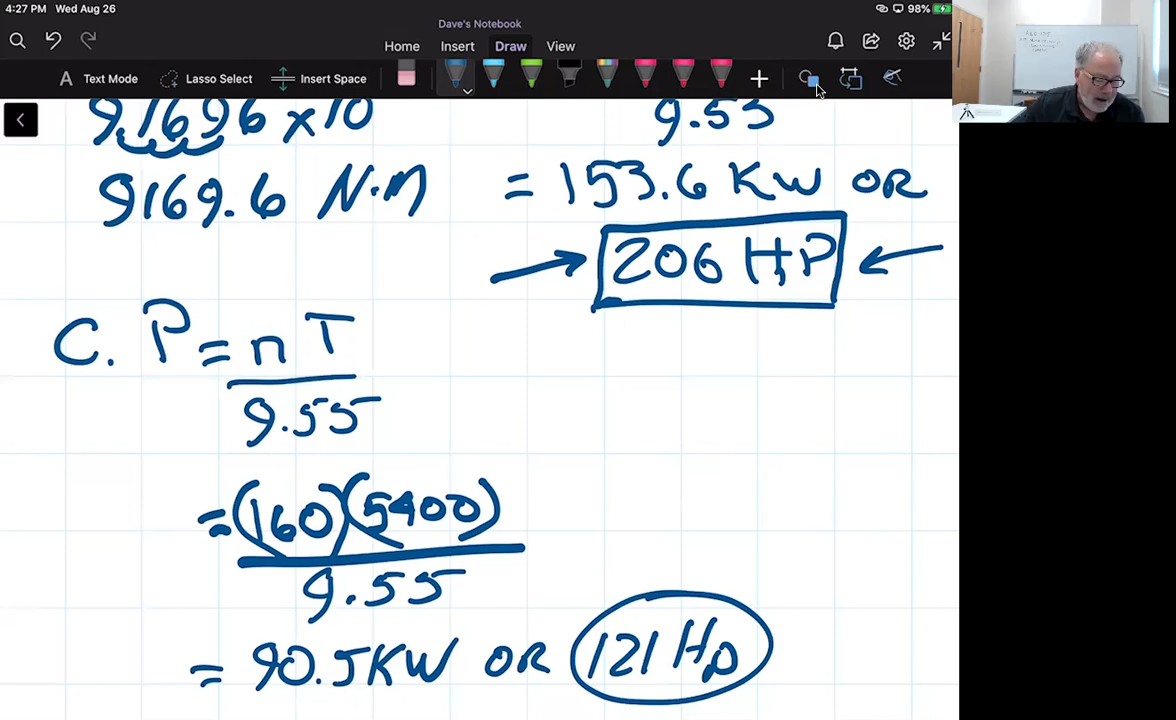 4:27 PM Wed Aug 26
98%
Dave's Notebook
Home Insert Draw View
A Text Mode Lasso Select Insert Space
9.1696 x 10
9.55
9169.6 N·M
= 153.6 KW OR
206 HP
C. P = nT
9.55
= (160)(5400)
9.55
= 90.5 KW OR 121 HP